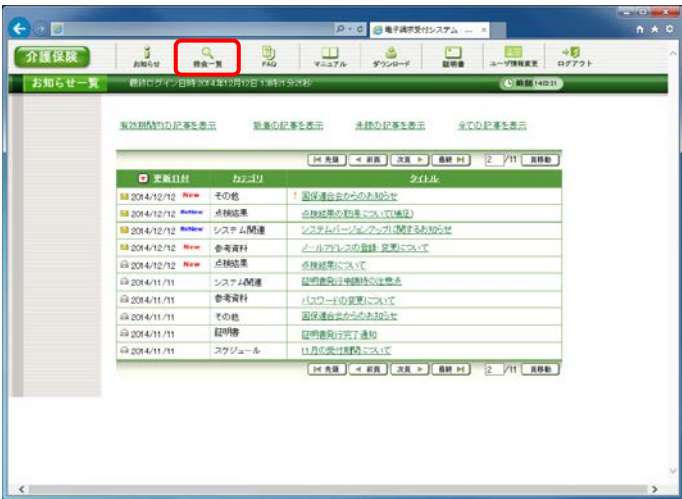 電子請求受付システム ...
介護保険
お知らせ 照会一覧 FAQ マニュアル ダウンロード 証明書 ユーザ情報変更 ログアウト
お知らせ一覧
最終ログイン日時 2014年12月12日 13時21分25秒
時刻 14:03:31
有効期間内の記事を表示 新着の記事を表示 未読の記事を表示 全ての記事を表示
先頭 前頁 次頁 最終 2 /11 頁移動
更新日付 カテゴリ タイトル
2014/12/12 New その他 ! 国保連合会からのお知らせ
2014/12/12 ReNew 点検結果 点検結果の助言について(補足)
2014/12/12 ReNew システム関連 システムバージョンアップに関するお知らせ
2014/12/12 New 参考資料 メールアドレスの登録・変更について
2014/12/12 New 点検結果 点検結果について
2014/11/11 システム関連 証明書発行申請時の注意点
2014/11/11 参考資料 パスワードの変更について
2014/11/11 その他 国保連合会からのお知らせ
2014/11/11 証明書 証明書発行完了通知
2014/11/11 スケジュール 11月の受付期間について
先頭 前頁 次頁 最終 2 /11 頁移動